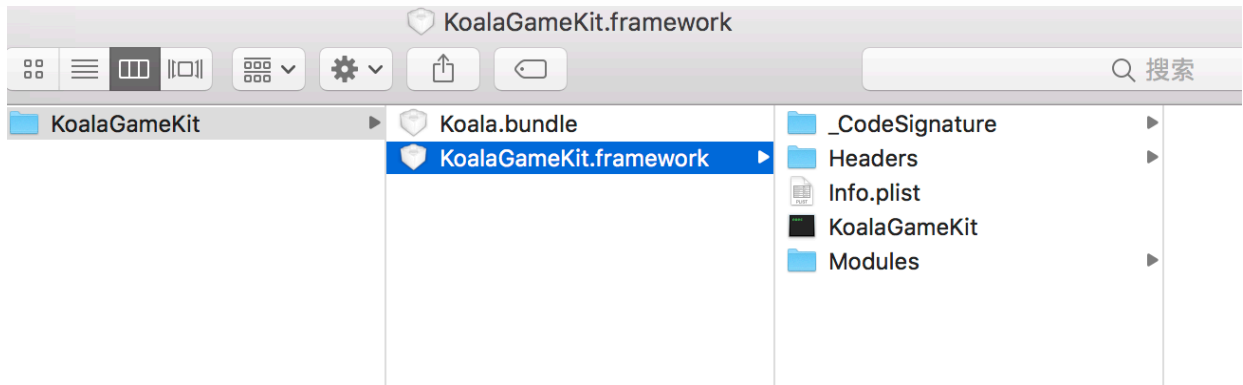 KoalaGameKit.framework
搜索
KoalaGameKit
Koala.bundle
KoalaGameKit.framework
_CodeSignature
Headers
Info.plist
KoalaGameKit
Modules